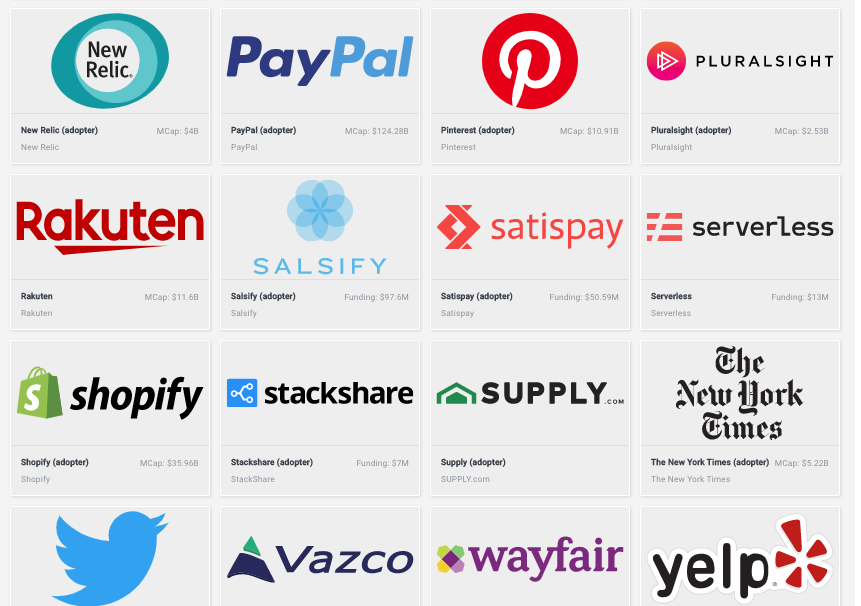 New
Relic.
PayPal
PLURALSIGHT
New Relic (adopter) MCap: $4B
New Relic
PayPal (adopter) MCap: $124.28B
PayPal
Pinterest (adopter) MCap: $10.91B
Pinterest
Pluralsight (adopter) MCap: $2.53B
Pluralsight
Rakuten
SALSIFY
satispay
serverless
Rakuten MCap: $11.6B
Rakuten
Salsify (adopter) Funding: $97.6M
Salsify
Satispay (adopter) Funding: $50.59M
Satispay
Serverless Funding: $13M
Serverless
shopify
stackshare
SUPPLY.COM
The
New York
Times
Shopify (adopter) MCap: $35.96B
Shopify
Stackshare (adopter) Funding: $7M
StackShare
Supply (adopter)
SUPPLY.com
The New York Times (adopter) MCap: $5.22B
The New York Times
Vazco
wayfair
yelp